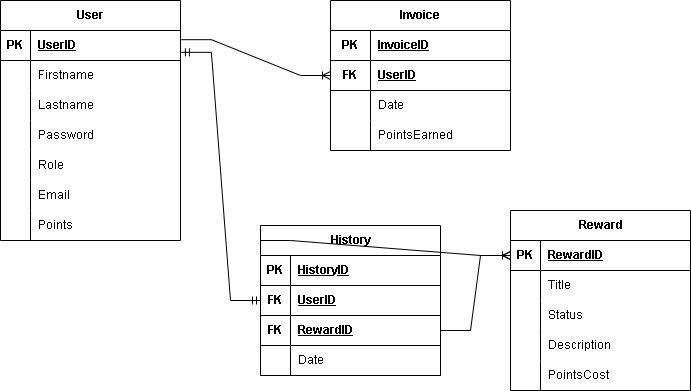 User
PK UserID
Firstname
Lastname
Password
Role
Email
Points
Invoice
PK InvoiceID
FK UserID
Date
PointsEarned
History
PK HistoryID
FK UserID
FK RewardID
Date
Reward
PK RewardID
Title
Status
Description
PointsCost